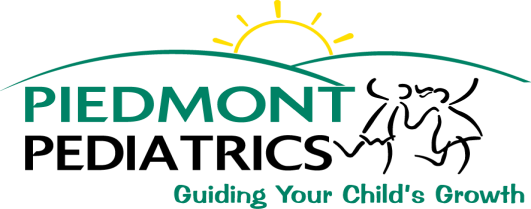 PIEDMONT
PEDIATRICS
Guiding Your Child's Growth